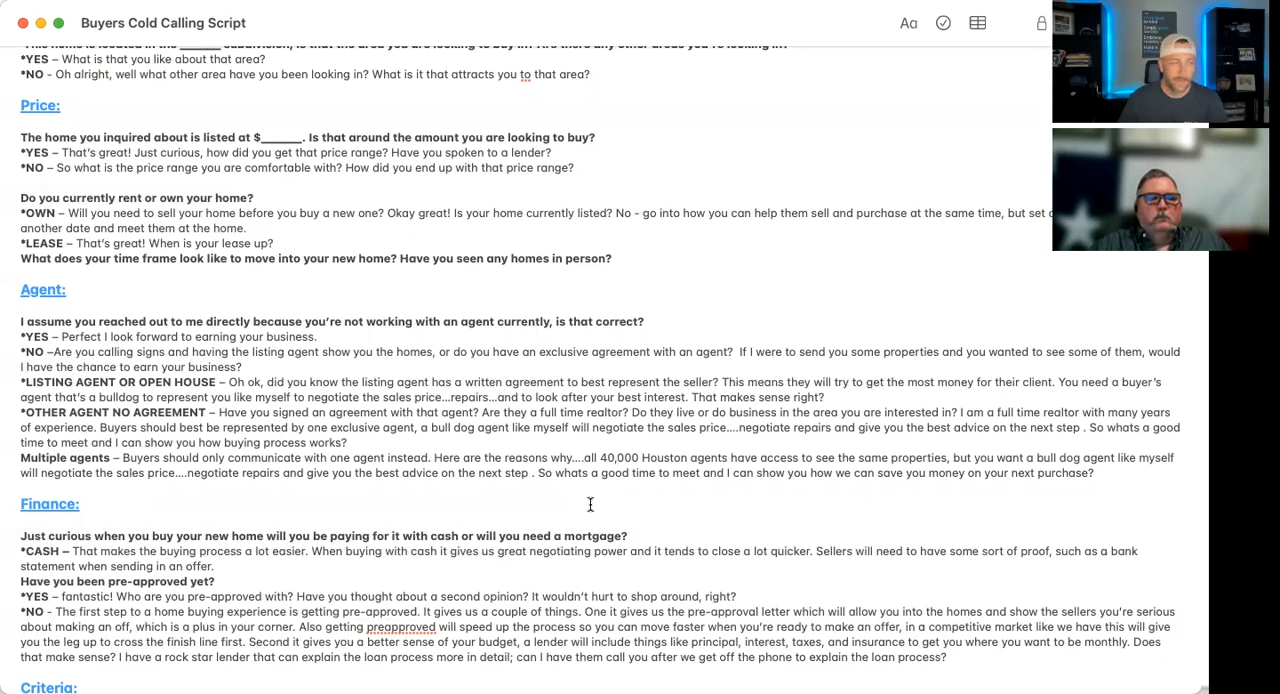 Buyers Cold Calling Script
Aa
This home is located in the _______ subdivision, is that the area you are looking to buy in? Are there any other areas you're looking in?
*YES – What is that you like about that area?
*NO - Oh alright, well what other area have you been looking in? What is it that attracts you to that area?
Price:
The home you inquired about is listed at $_______. Is that around the amount you are looking to buy?
*YES – That's great! Just curious, how did you get that price range? Have you spoken to a lender?
*NO – So what is the price range you are comfortable with? How did you end up with that price range?
Do you currently rent or own your home?
*OWN – Will you need to sell your home before you buy a new one? Okay great! Is your home currently listed? No - go into how you can help them sell and purchase at the same time, but set
another date and meet them at the home.
*LEASE – That's great! When is your lease up?
What does your time frame look like to move into your new home? Have you seen any homes in person?
Agent:
I assume you reached out to me directly because you're not working with an agent currently, is that correct?
*YES – Perfect I look forward to earning your business.
*NO –Are you calling signs and having the listing agent show you the homes, or do you have an exclusive agreement with an agent? If I were to send you some properties and you wanted to see some of them, would
I have the chance to earn your business?
*LISTING AGENT OR OPEN HOUSE – Oh ok, did you know the listing agent has a written agreement to best represent the seller? This means they will try to get the most money for their client. You need a buyer's
agent that's a bulldog to represent you like myself to negotiate the sales price...repairs...and to look after your best interest. That makes sense right?
*OTHER AGENT NO AGREEMENT – Have you signed an agreement with that agent? Are they a full time realtor? Do they live or do business in the area you are interested in? I am a full time realtor with many years
of experience. Buyers should best be represented by one exclusive agent, a bull dog agent like myself will negotiate the sales price....negotiate repairs and give you the best advice on the next step . So whats a good
time to meet and I can show you how buying process works?
Multiple agents – Buyers should only communicate with one agent instead. Here are the reasons why....all 40,000 Houston agents have access to see the same properties, but you want a bull dog agent like myself
will negotiate the sales price....negotiate repairs and give you the best advice on the next step . So whats a good time to meet and I can show you how we can save you money on your next purchase?
Finance:
Just curious when you buy your new home will you be paying for it with cash or will you need a mortgage?
*CASH – That makes the buying process a lot easier. When buying with cash it gives us great negotiating power and it tends to close a lot quicker. Sellers will need to have some sort of proof, such as a bank
statement when sending in an offer.
Have you been pre-approved yet?
*YES – fantastic! Who are you pre-approved with? Have you thought about a second opinion? It wouldn't hurt to shop around, right?
*NO - The first step to a home buying experience is getting pre-approved. It gives us a couple of things. One it gives us the pre-approval letter which will allow you into the homes and show the sellers you're serious
about making an off, which is a plus in your corner. Also getting preapproved will speed up the process so you can move faster when you're ready to make an offer, in a competitive market like we have this will give
you the leg up to cross the finish line first. Second it gives you a better sense of your budget, a lender will include things like principal, interest, taxes, and insurance to get you where you want to be monthly. Does
that make sense? I have a rock star lender that can explain the loan process more in detail; can I have them call you after we get off the phone to explain the loan process?
Criteria: